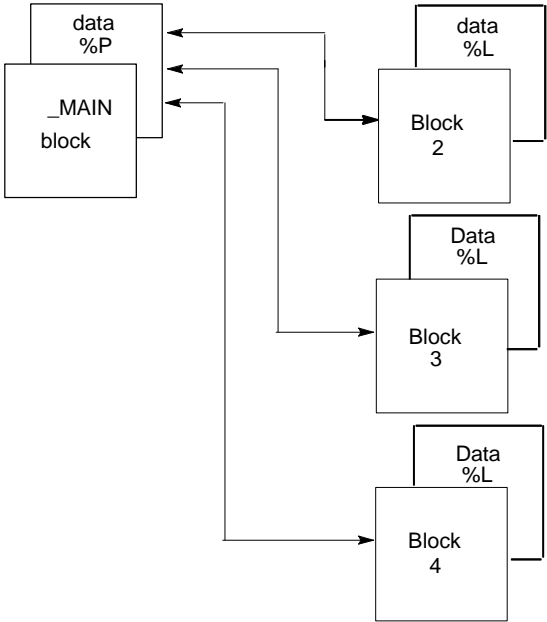 data
%P
_MAIN
block
data
%L
Block
2
Data
%L
Block
3
Data
%L
Block
4